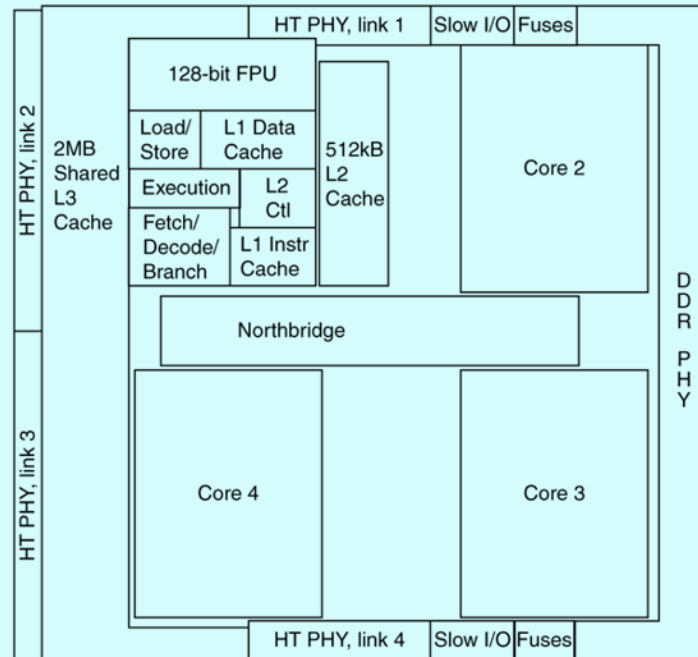 HT PHY, link 1
Slow I/O
Fuses
HT PHY, link 2
2MB
Shared
L3
Cache
128-bit FPU
Load/
Store
L1 Data
Cache
Execution
L2
Ctl
Fetch/
Decode/
Branch
L1 Instr
Cache
512kB
L2
Cache
Core 2
Northbridge
DDR PHY
HT PHY, link 3
Core 4
Core 3
HT PHY, link 4
Slow I/O
Fuses